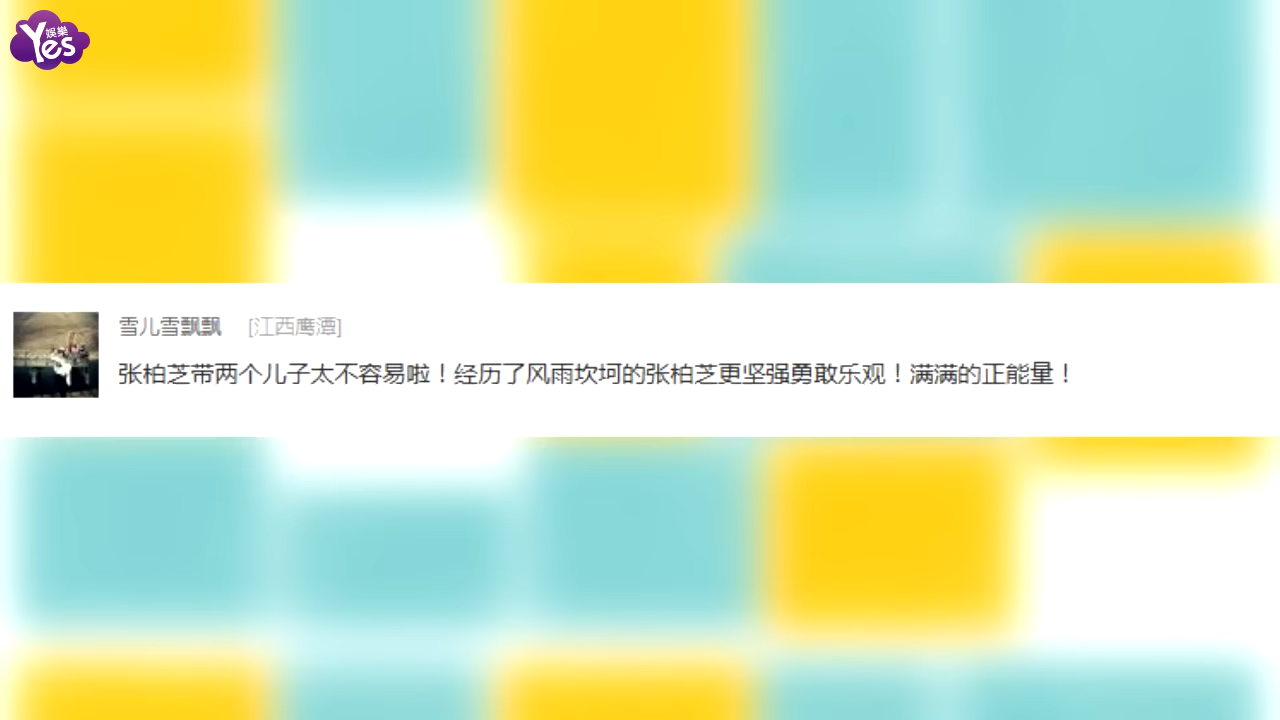 Yes 娛樂
雪儿雪飘飘 [江西鹰潭]
张柏芝带两个儿子太不容易啦！经历了风雨坎坷的张柏芝更坚强勇敢乐观！满满的正能量！